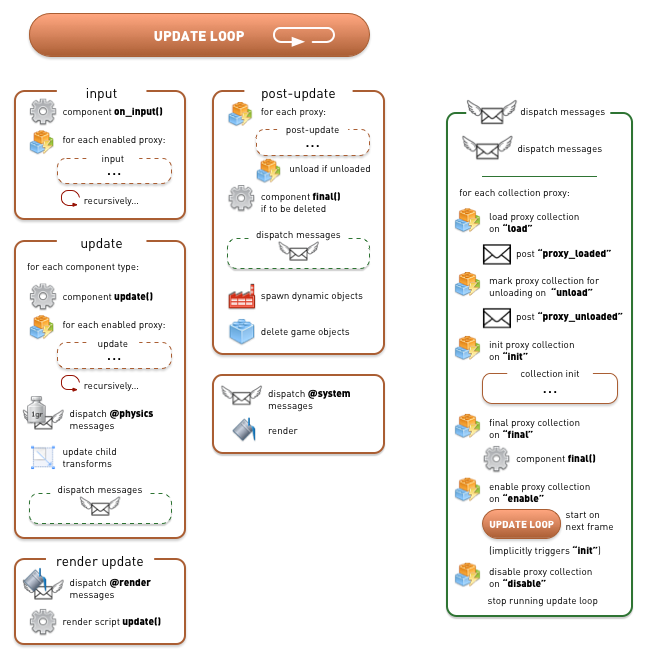 UPDATE LOOP
input
component on_input()
for each enabled proxy:
input
...
recursively...
update
for each component type:
component update()
for each enabled proxy:
update
...
recursively...
1gr
dispatch @physics
messages
update child
transforms
dispatch messages
render update
dispatch @render
messages
render script update()
post-update
for each proxy:
post-update
...
unload if unloaded
component final()
if to be deleted
dispatch messages
spawn dynamic objects
delete game objects
dispatch @system
messages
render
dispatch messages
dispatch messages
for each collection proxy:
load proxy collection
on “load”
post “proxy_loaded”
mark proxy collection for
unloading on “unload”
post “proxy_unloaded”
init proxy collection
on “init”
collection init
...
final proxy collection
on “final”
component final()
enable proxy collection
on “enable”
UPDATE LOOP
start on
next frame
(implicitly triggers “init”)
disable proxy collection
on “disable”
stop running update loop